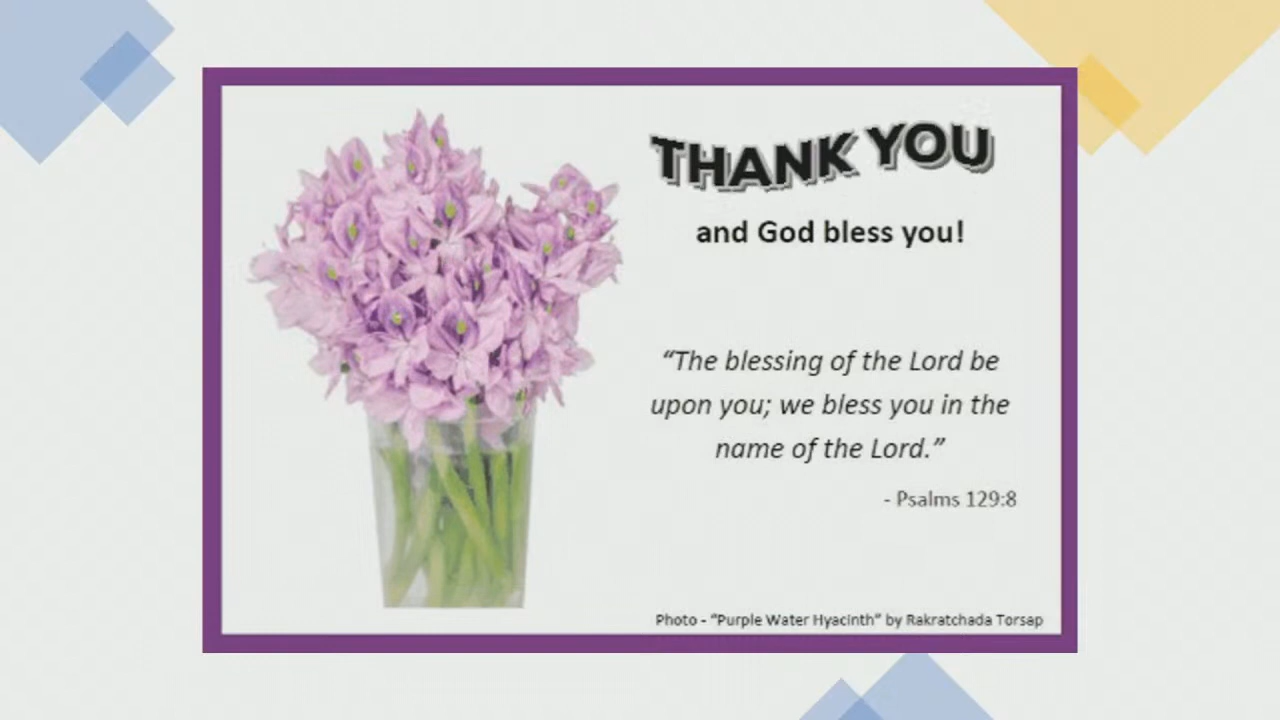 THANK YOU
and God bless you!
“The blessing of the Lord be
upon you; we bless you in the
name of the Lord.”
- Psalms 129:8
Photo - “Purple Water Hyacinth” by Rakratchada Torsap